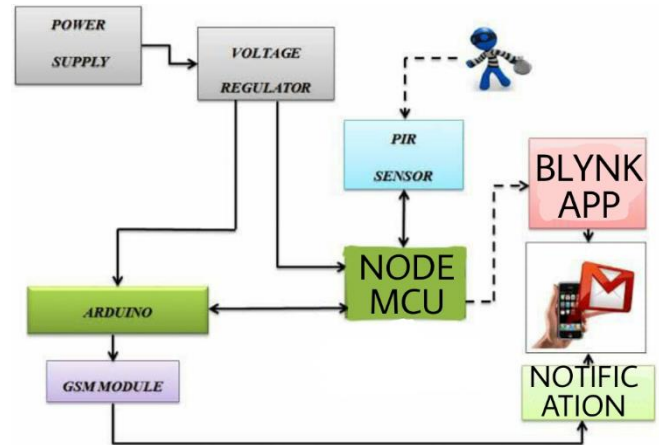 POWER
SUPPLY
VOLTAGE
REGULATOR
PIR
SENSOR
BLYNK
APP
NODE
MCU
ARDUINO
GSM MODULE
NOTIFIC
ATION